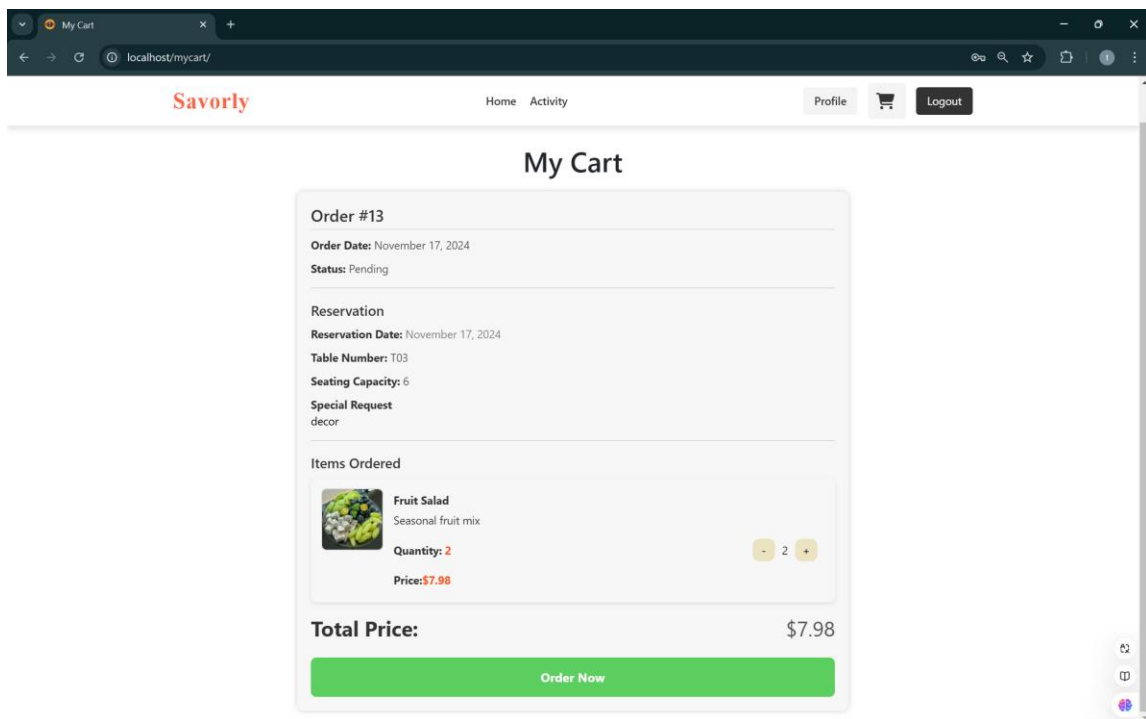 My Cart
localhost/mycart/
Savorly
Home Activity
Profile
Logout
My Cart
Order #13
Order Date: November 17, 2024
Status: Pending
Reservation
Reservation Date: November 17, 2024
Table Number: T03
Seating Capacity: 6
Special Request
decor
Items Ordered
Fruit Salad
Seasonal fruit mix
Quantity: 2
- 2 +
Price:$7.98
Total Price: $7.98
Order Now